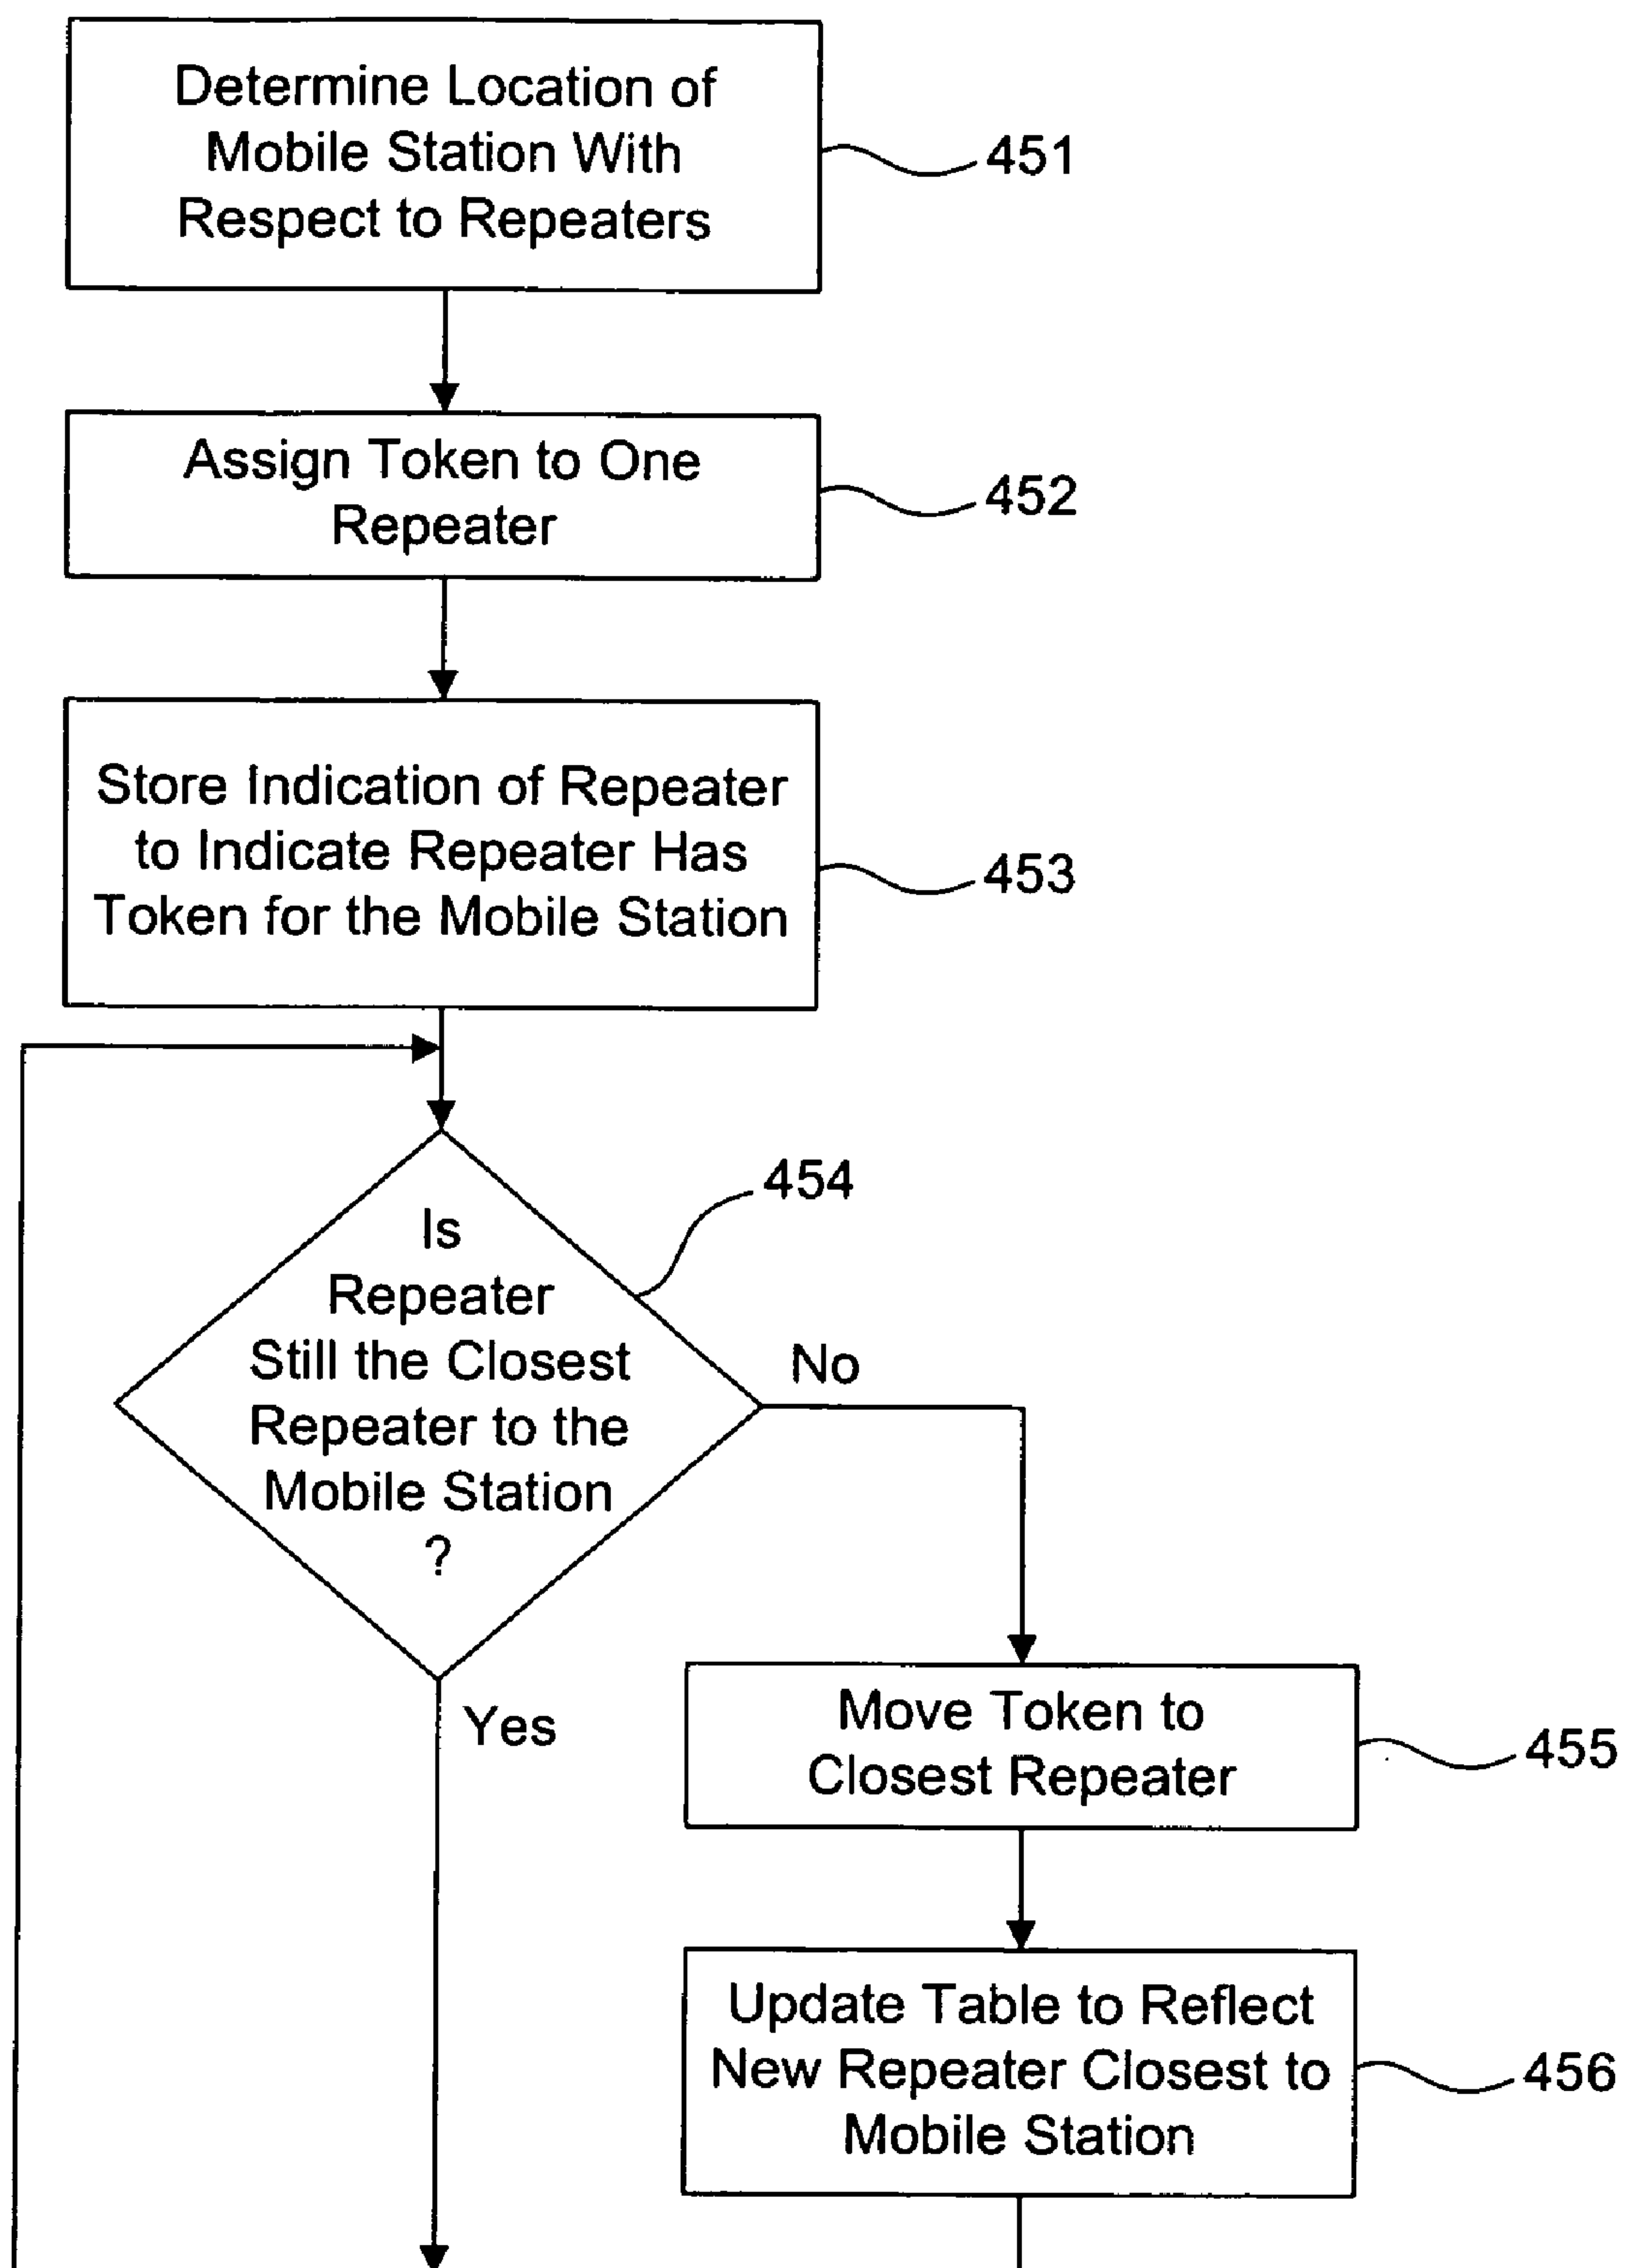 Determine Location of
Mobile Station With
Respect to Repeaters
451
Assign Token to One
Repeater
452
Store Indication of Repeater
to Indicate Repeater Has
Token for the Mobile Station
453
454
Is
Repeater
Still the Closest
Repeater to the
Mobile Station
?
No
Yes
Move Token to
Closest Repeater
455
Update Table to Reflect
New Repeater Closest to
Mobile Station
456